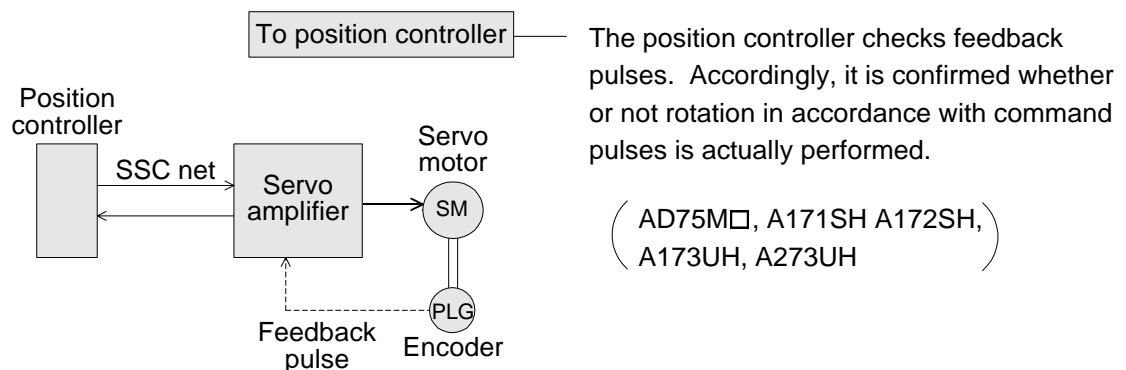 To position controller
The position controller checks feedback
pulses. Accordingly, it is confirmed whether
or not rotation in accordance with command
pulses is actually performed.
Position
controller
SSC net
Servo
amplifier
Servo
motor
SM
PLG
Encoder
Feedback
pulse
AD75M□, A171SH A172SH,
A173UH, A273UH